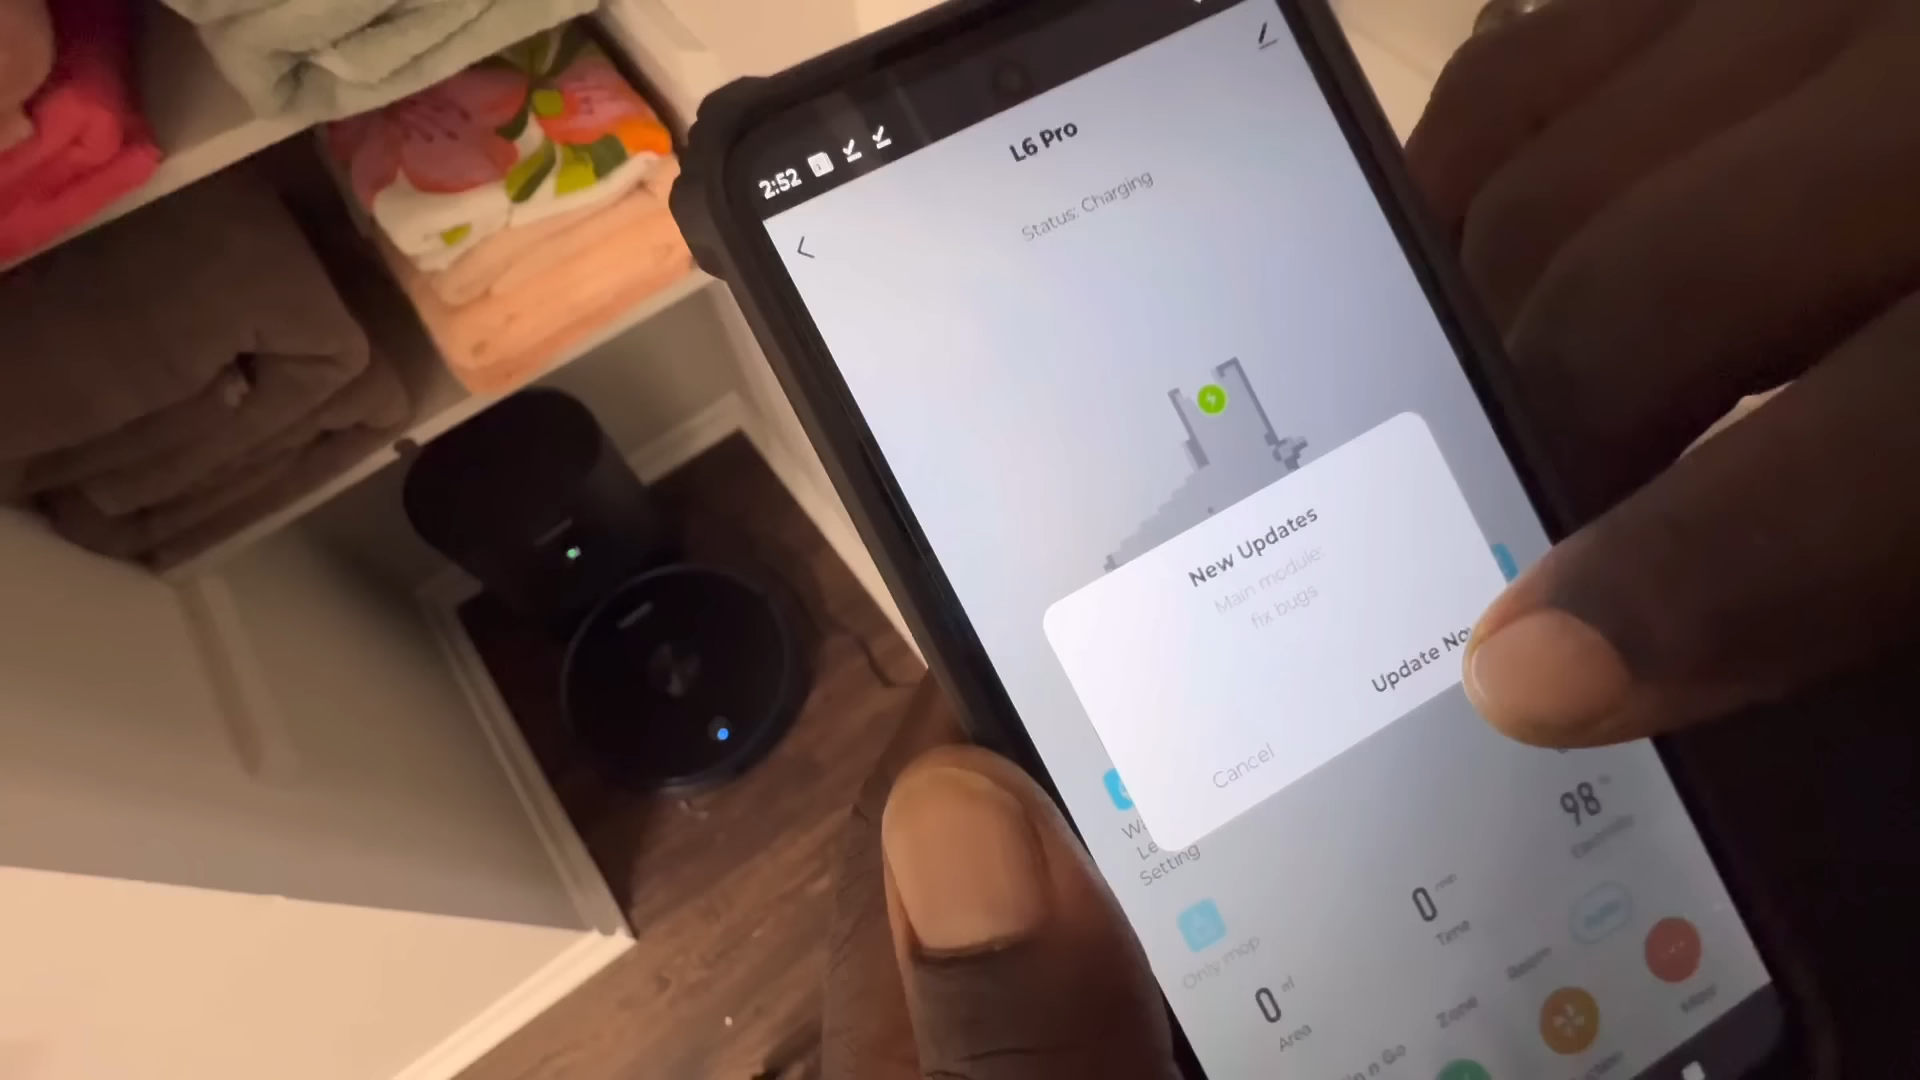 2:52
L6 Pro
Status: Charging
New Updates
Main module:
fix bugs
Update No
Cancel
Setting
Only mop
98
0
Time
0
Area
Zone
n Go